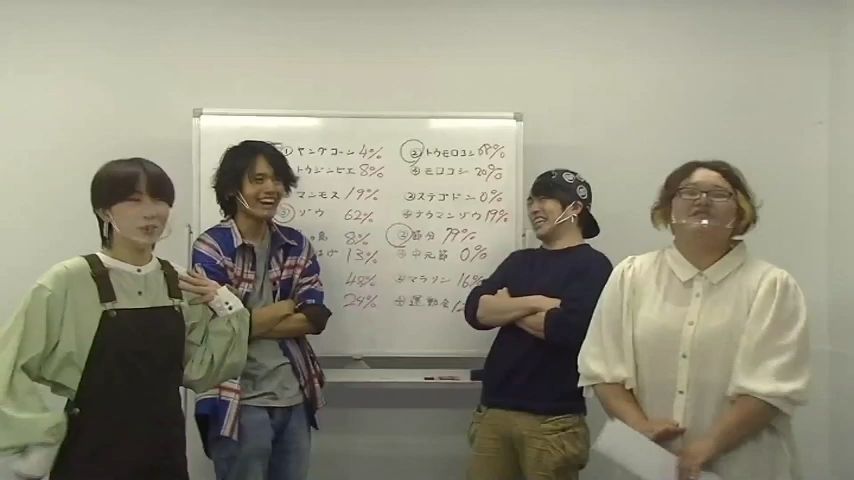 ① ヤングコーン 4% ② トウモロコシ 68%
トウジンビエ 8% ④ モロコシ 20%
マンモス 19% ③ ステゴドン 0%
② ゾウ 62% ④ ナウマンゾウ 19%
8% ② 節分 79%
13% ④ 中元節 0%
48% ③ マラソン 16%
24% ④ 運動会